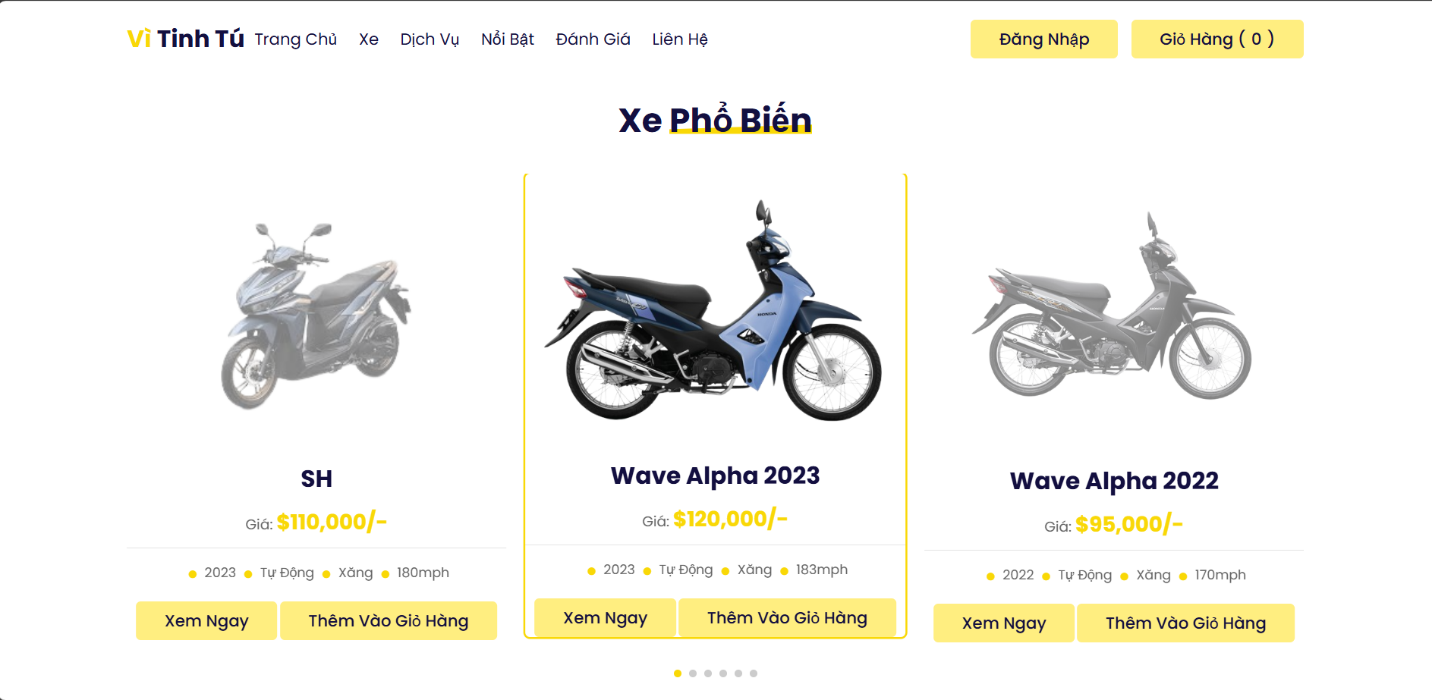 Vì Tinh Tú Trang Chủ Xe Dịch Vụ Nổi Bật Đánh Giá Liên Hệ Đăng Nhập Giỏ Hàng ( 0 )
Xe Phổ Biến
HONDA
SH
Giá: $110,000/-
2023 Tự Động Xăng 180mph
Xem Ngay Thêm Vào Giỏ Hàng
Wave Alpha 2023
Giá: $120,000/-
2023 Tự Động Xăng 183mph
Xem Ngay Thêm Vào Giỏ Hàng
Wave Alpha 2022
Giá: $95,000/-
2022 Tự Động Xăng 170mph
Xem Ngay Thêm Vào Giỏ Hàng